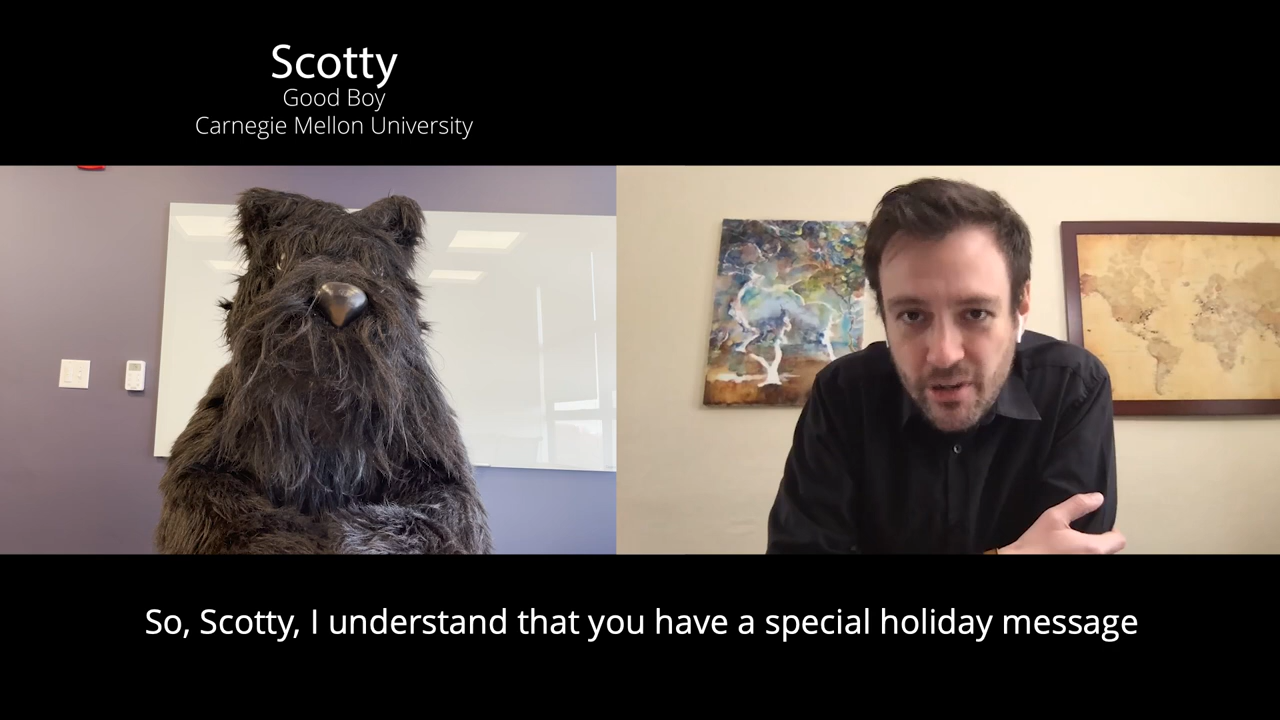 Scotty
Good Boy
Carnegie Mellon University
So, Scotty, I understand that you have a special holiday message